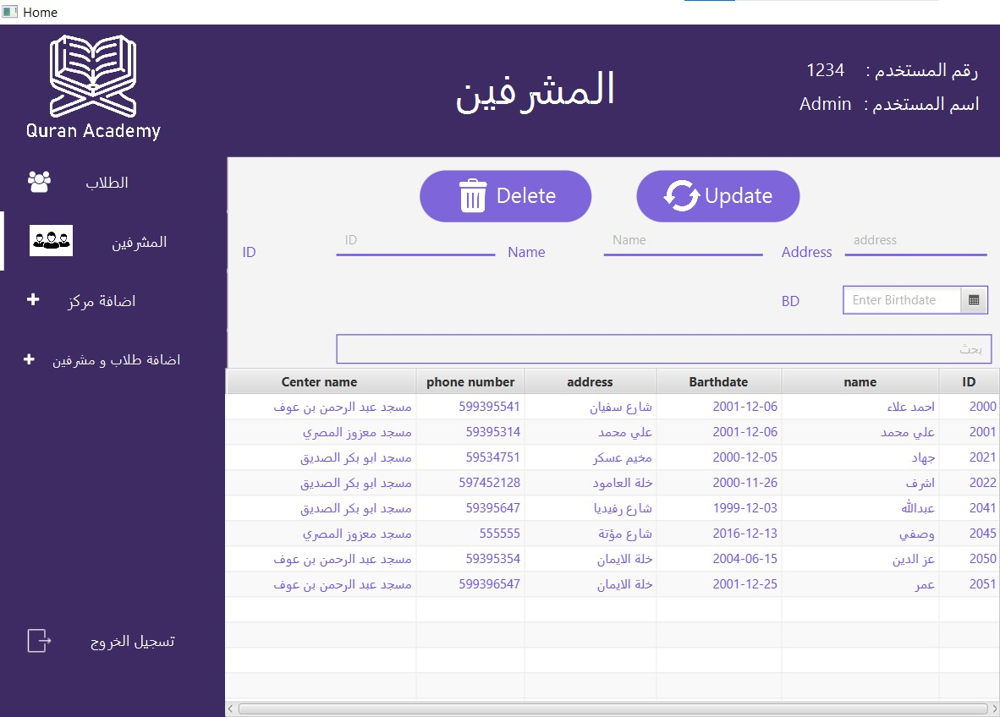 Home
Quran Academy
المشرفين
رقم المستخدم : 1234
اسم المستخدم : Admin
الطلاب
المشرفين
اضافة مركز
اضافة طلاب و مشرفين
تسجيل الخروج
Delete Update
ID ID Name Name Address address
BD Enter Birthdate
بحث
Center name phone number address Barthdate name ID
مسجد عبد الرحمن بن عوف 599395541 شارع سفيان 2001-12-06 احمد علاء 2000
مسجد معزوز المصري 59395314 علي محمد 2001-12-06 علي محمد 2001
مسجد ابو بكر الصديق 59534751 مخيم عسكر 2000-12-05 جهاد 2021
مسجد ابو بكر الصديق 597452128 خلة العامود 2000-11-26 اشرف 2022
مسجد ابو بكر الصديق 59395647 شارع رفيديا 1999-12-03 عبدالله 2041
مسجد معزوز المصري 555555 شارع مؤتة 2016-12-13 وصفي 2045
مسجد عبد الرحمن بن عوف 59395354 خلة الايمان 2004-06-15 عز الدين 2050
مسجد عبد الرحمن بن عوف 599396547 خلة الايمان 2001-12-25 عمر 2051